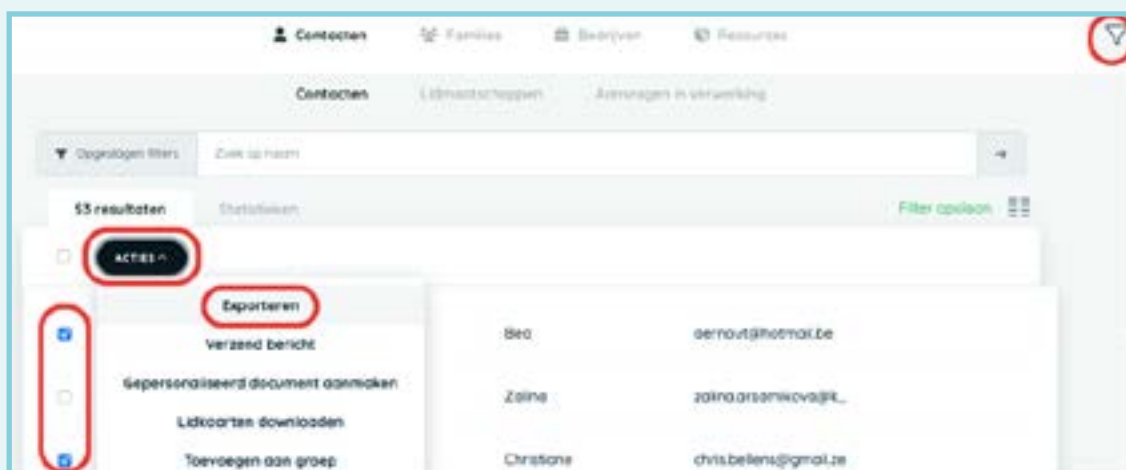 Contacten Families Bedrijven Resources
Contacten Lidmaatschappen Aanvragen in verwerking
Opgeslagen filters Zoek op naam
53 resultaten Statistieken Filter opslaan
ACTIES
Exporteren
Bea aernout@hotmail.be
Verzend bericht
Gepersonaliseerd document aanmaken
Zalina zalina.arsamikova@k...
Lidkaarten downloaden
Toevoegen aan groep Christiane chris.bellens@gmail.ze